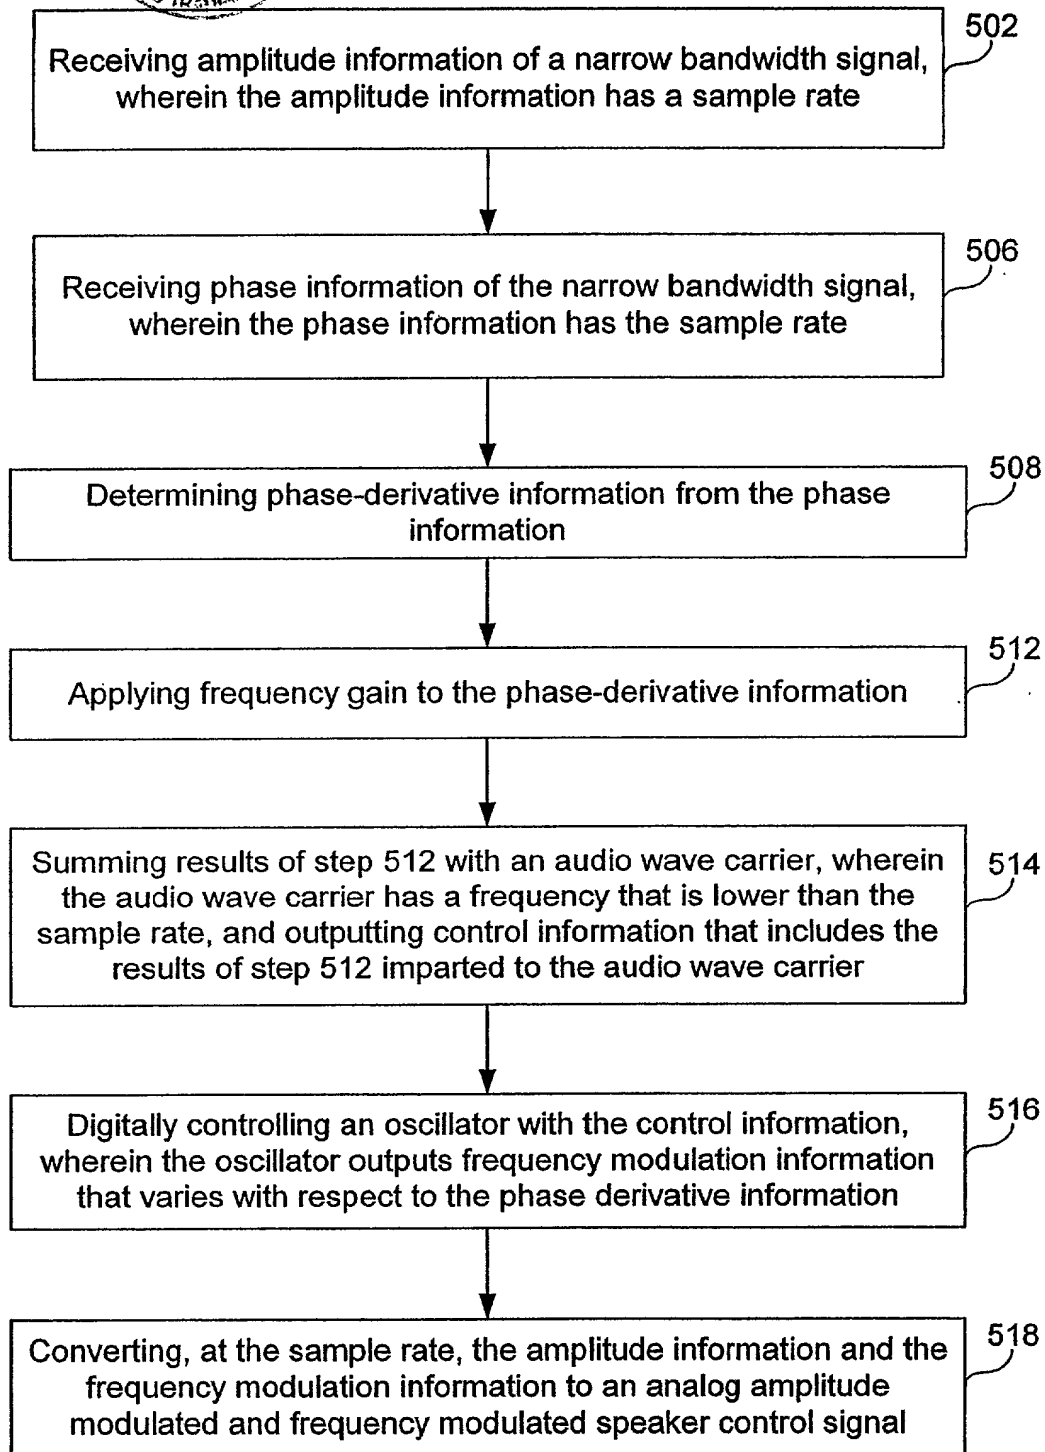 502
Receiving amplitude information of a narrow bandwidth signal,
wherein the amplitude information has a sample rate
506
Receiving phase information of the narrow bandwidth signal,
wherein the phase information has the sample rate
508
Determining phase-derivative information from the phase
information
512
Applying frequency gain to the phase-derivative information
514
Summing results of step 512 with an audio wave carrier, wherein
the audio wave carrier has a frequency that is lower than the
sample rate, and outputting control information that includes the
results of step 512 imparted to the audio wave carrier
516
Digitally controlling an oscillator with the control information,
wherein the oscillator outputs frequency modulation information
that varies with respect to the phase derivative information
518
Converting, at the sample rate, the amplitude information and the
frequency modulation information to an analog amplitude
modulated and frequency modulated speaker control signal